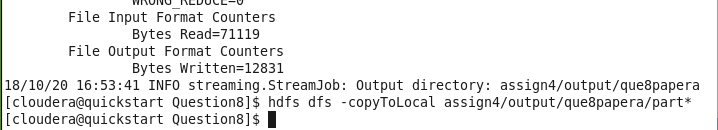 WRONG_REDUCE=0
File Input Format Counters
Bytes Read=71119
File Output Format Counters
Bytes Written=12831
18/10/20 16:53:41 INFO streaming.StreamJob: Output directory: assign4/output/que8papera
[cloudera@quickstart Question8]$ hdfs dfs -copyToLocal assign4/output/que8papera/part*
[cloudera@quickstart Question8]$